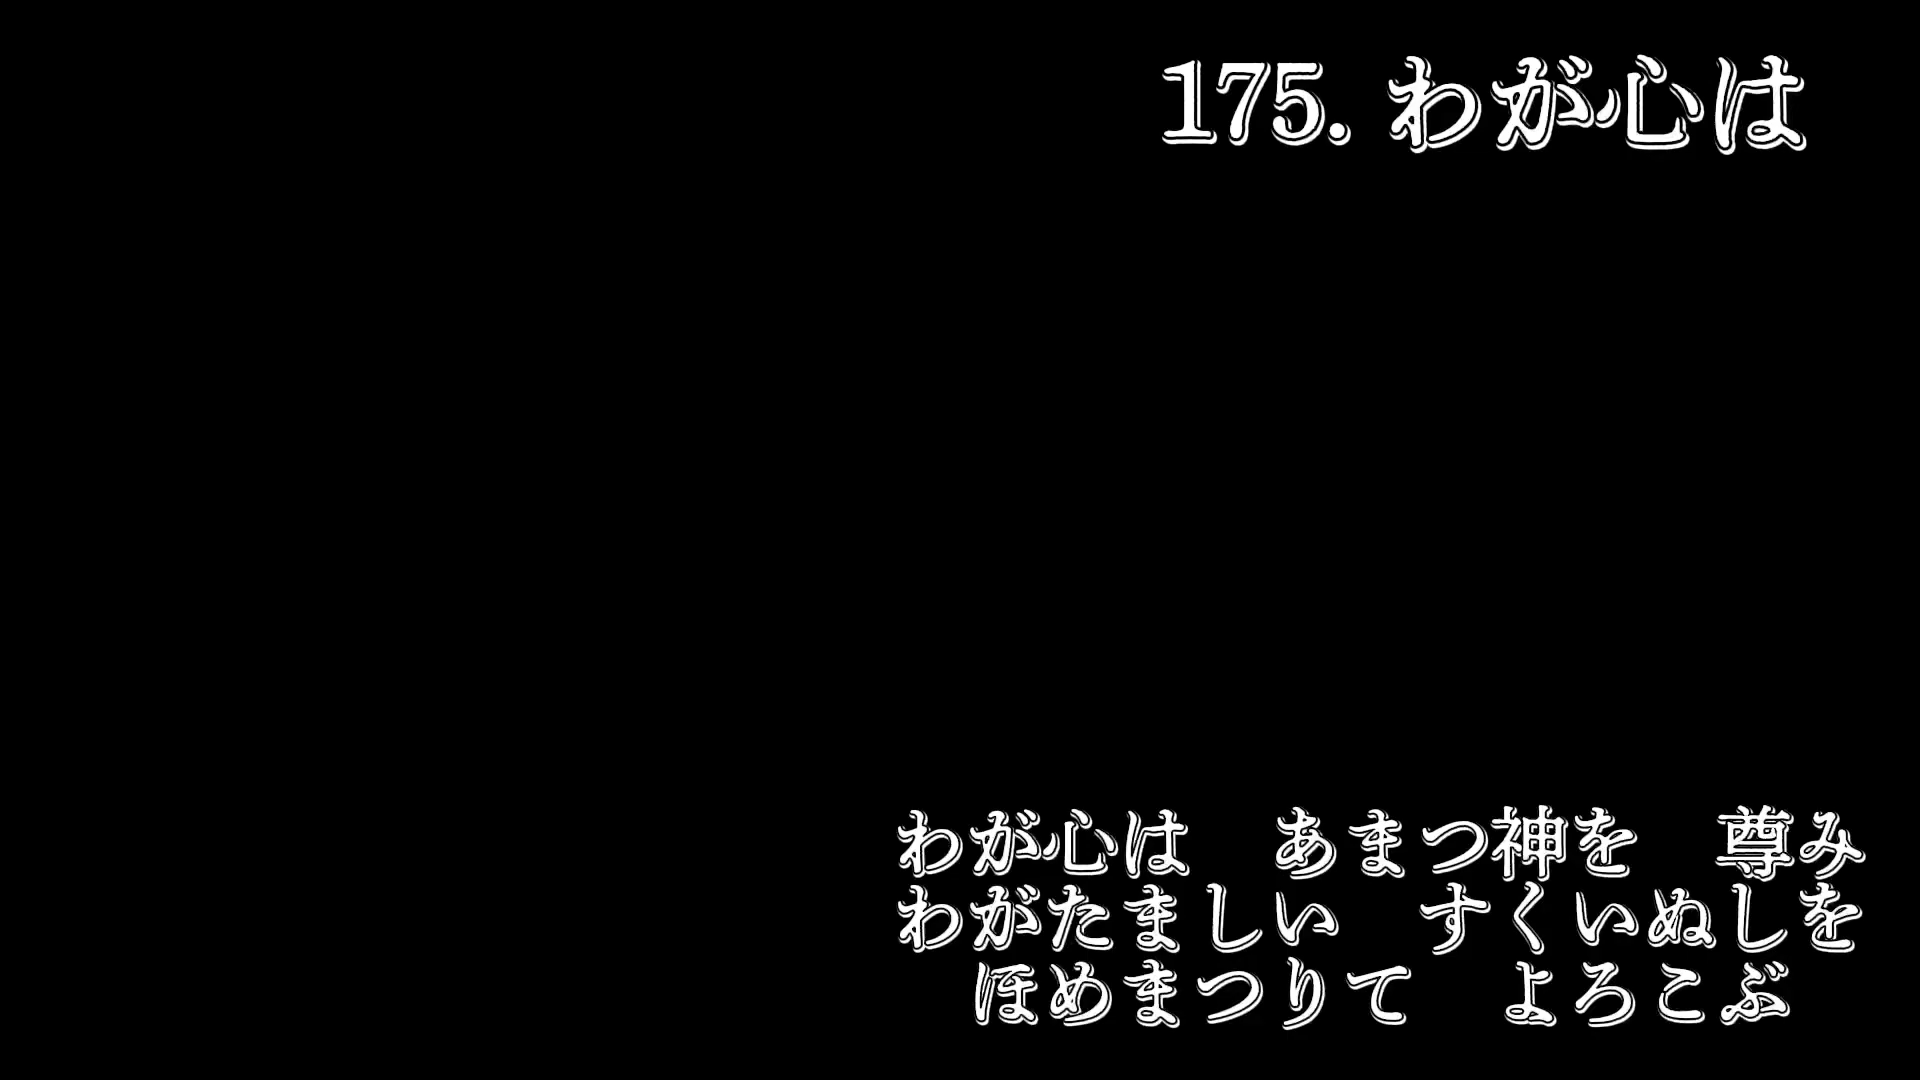 175. わが心は
わが心は　あまつ神を　尊み
わがたましい　すくいぬしを
ほめまつりて　よろこぶ